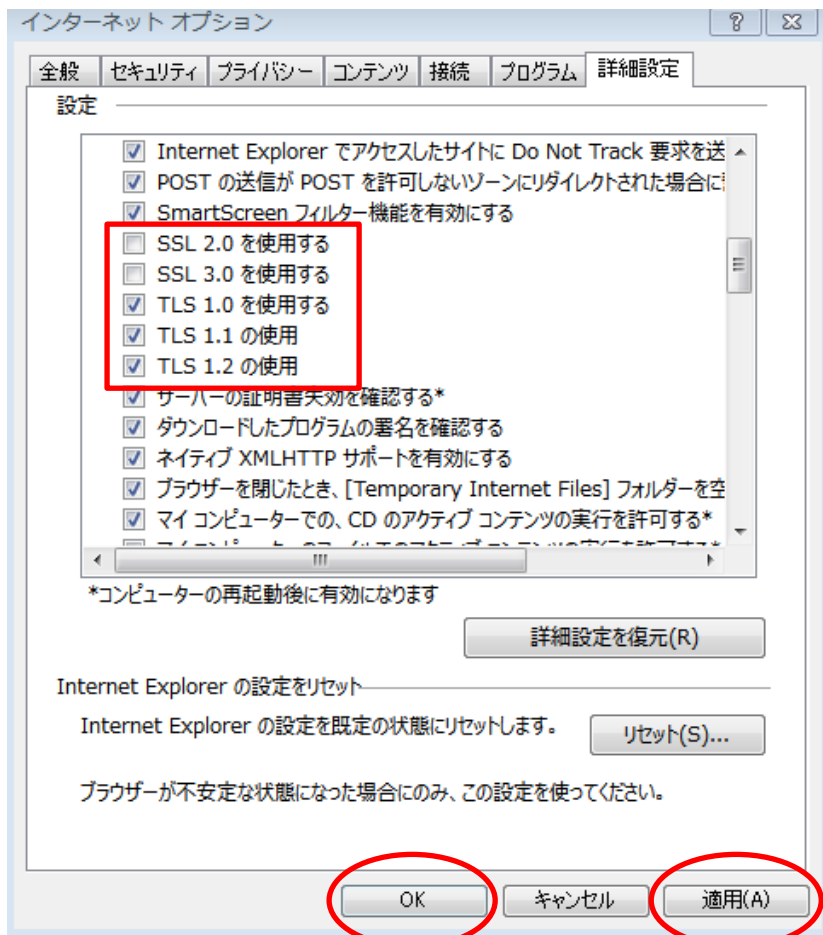 インターネット オプション
全般 セキュリティ プライバシー コンテンツ 接続 プログラム 詳細設定
設定
Internet Explorer でアクセスしたサイトに Do Not Track 要求を送
POST の送信が POST を許可しないゾーンにリダイレクトされた場合に
SmartScreen フィルター機能を有効にする
SSL 2.0 を使用する
SSL 3.0 を使用する
TLS 1.0 を使用する
TLS 1.1 の使用
TLS 1.2 の使用
サーバーの証明書失効を確認する*
ダウンロードしたプログラムの署名を確認する
ネイティブ XMLHTTP サポートを有効にする
ブラウザーを閉じたとき、[Temporary Internet Files] フォルダーを空
マイ コンピューターでの、CD のアクティブ コンテンツの実行を許可する*
*コンピューターの再起動後に有効になります
詳細設定を復元(R)
Internet Explorer の設定をリセット
Internet Explorer の設定を既定の状態にリセットします。
リセット(S)...
ブラウザーが不安定な状態になった場合にのみ、この設定を使ってください。
OK キャンセル 適用(A)